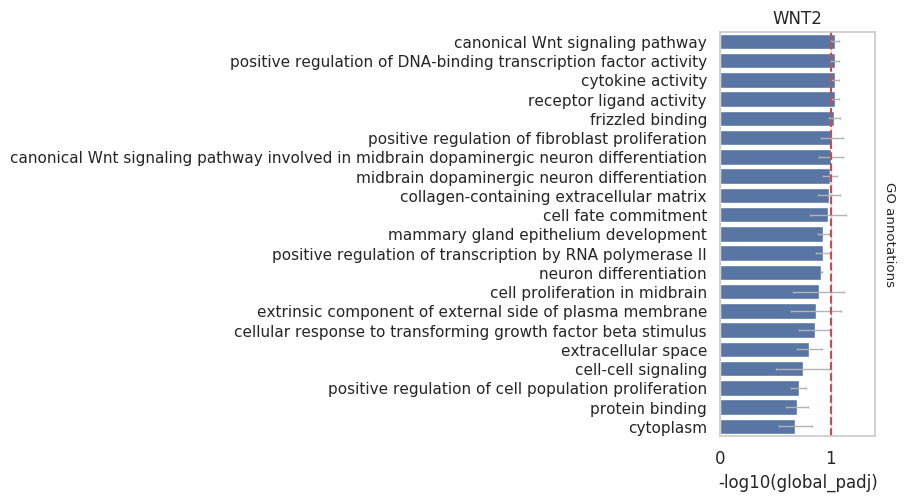 WNT2
canonical Wnt signaling pathway
positive regulation of DNA-binding transcription factor activity
cytokine activity
receptor ligand activity
frizzled binding
positive regulation of fibroblast proliferation
canonical Wnt signaling pathway involved in midbrain dopaminergic neuron differentiation
midbrain dopaminergic neuron differentiation
collagen-containing extracellular matrix
cell fate commitment
mammary gland epithelium development
positive regulation of transcription by RNA polymerase II
neuron differentiation
cell proliferation in midbrain
extrinsic component of external side of plasma membrane
cellular response to transforming growth factor beta stimulus
extracellular space
cell-cell signaling
positive regulation of cell population proliferation
protein binding
cytoplasm
GO annotations
0 1
-log10(global_padj)